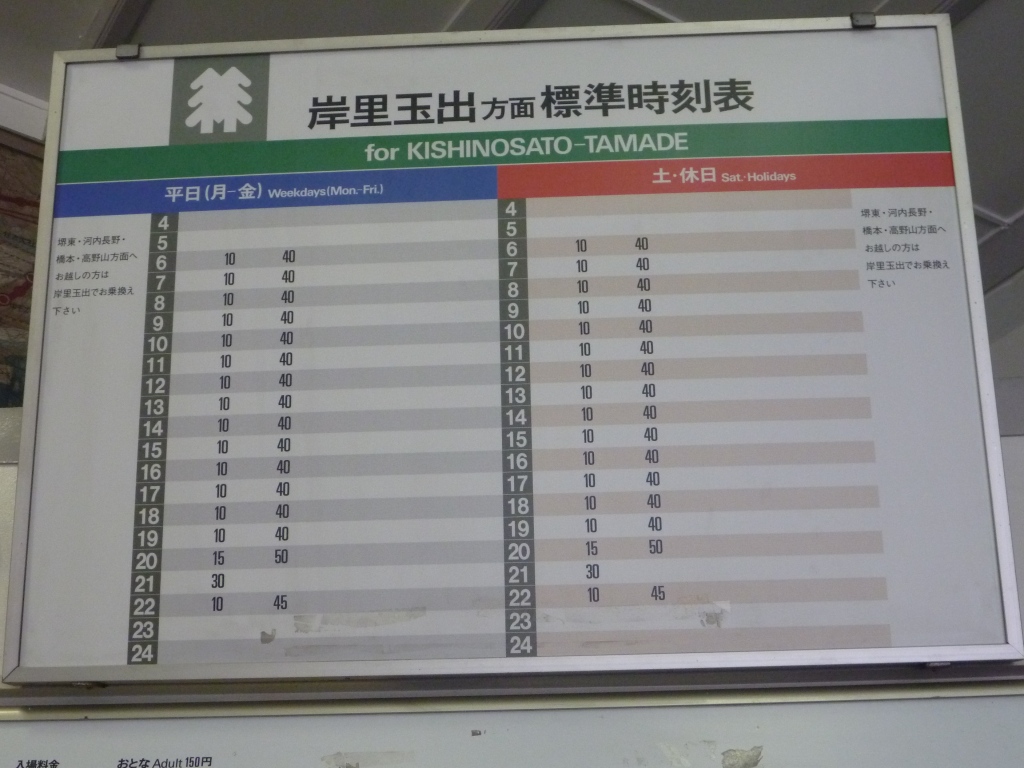 岸里玉出方面標準時刻表
for KISHINOSATO-TAMADE
平日(月-金) Weekdays(Mon.-Fri.)
堺東・河内長野・
橋本・高野山方面へ
お越しの方は
岸里玉出でお乗換え
下さい
4
5
6 10 40
7 10 40
8 10 40
9 10 40
10 10 40
11 10 40
12 10 40
13 10 40
14 10 40
15 10 40
16 10 40
17 10 40
18 10 40
19 10 40
20 15 50
21 30
22 10 45
23
24
土・休日 Sat.・Holidays
4
5
6 10 40
7 10 40
8 10 40
9 10 40
10 10 40
11 10 40
12 10 40
13 10 40
14 10 40
15 10 40
16 10 40
17 10 40
18 10 40
19 10 40
20 15 50
21 30
22 10 45
23
24
堺東・河内長野・
橋本・高野山方面へ
お越しの方は
岸里玉出でお乗換え
下さい
入場料金 おとな Adult 150円